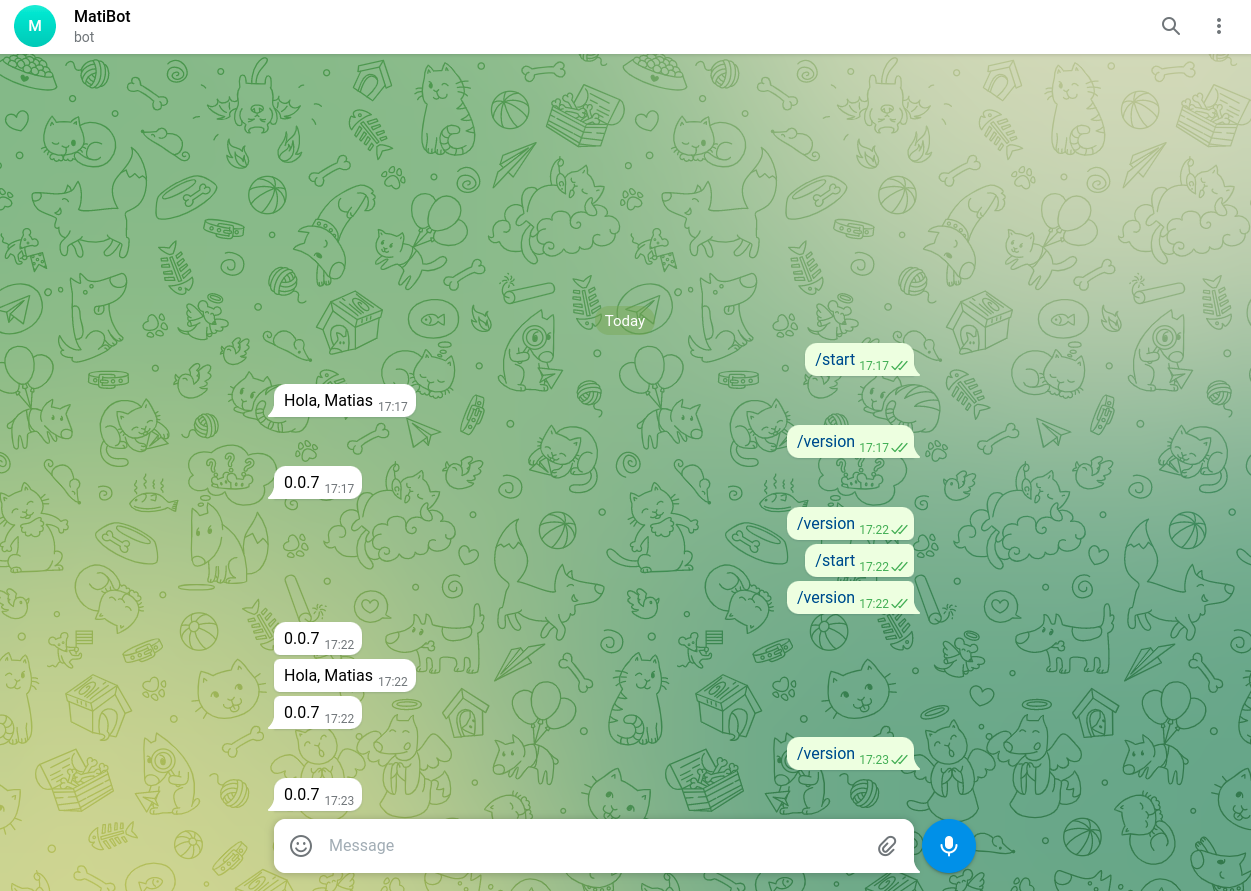 M
MatiBot
bot
Today
/start 17:17
Hola, Matias 17:17
/version 17:17
0.0.7 17:17
/version 17:22
/start 17:22
/version 17:22
0.0.7 17:22
Hola, Matias 17:22
0.0.7 17:22
/version 17:23
0.0.7 17:23
Message